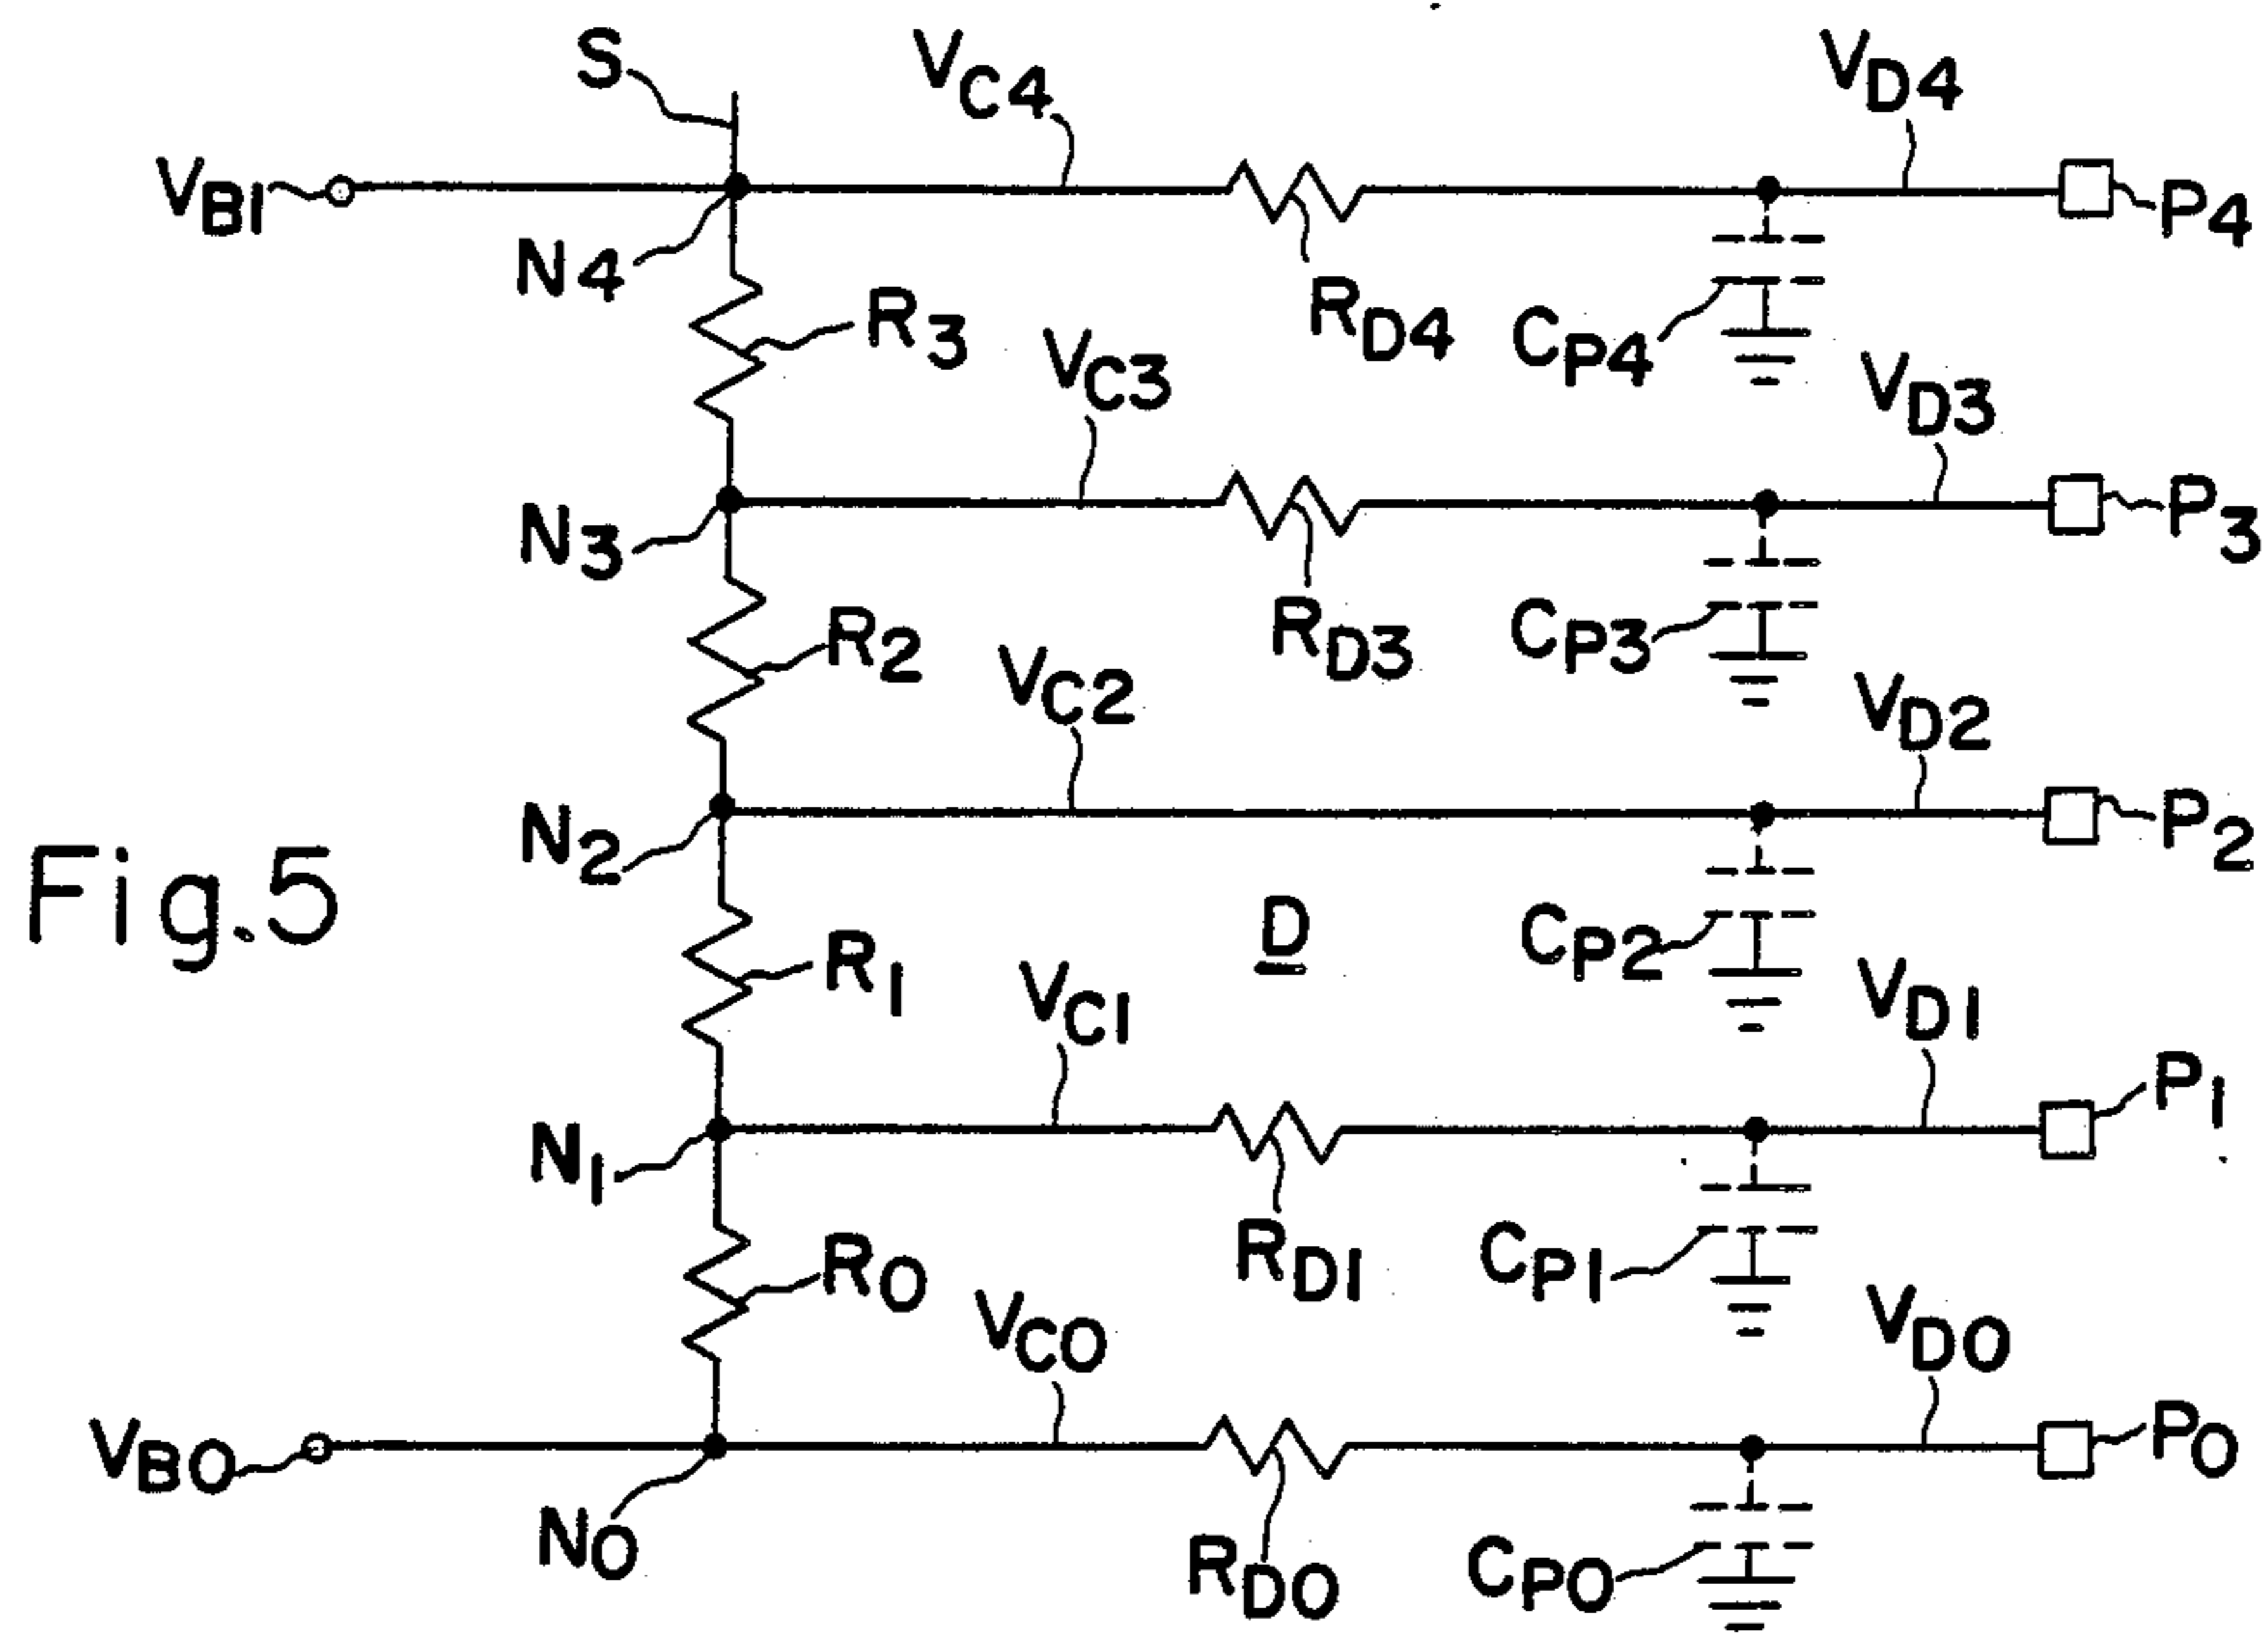 S
VC4
VD4
VB1
P4
N4
R3
RD4
CP4
VC3
VD3
P3
N3
R2
RD3
CP3
VC2
VD2
P2
N2
Fig.5
D
R1
CP2
VC1
VD1
P1
N1
RD1
CP1
R0
VC0
VD0
P0
VB0
N0
RD0
CP0